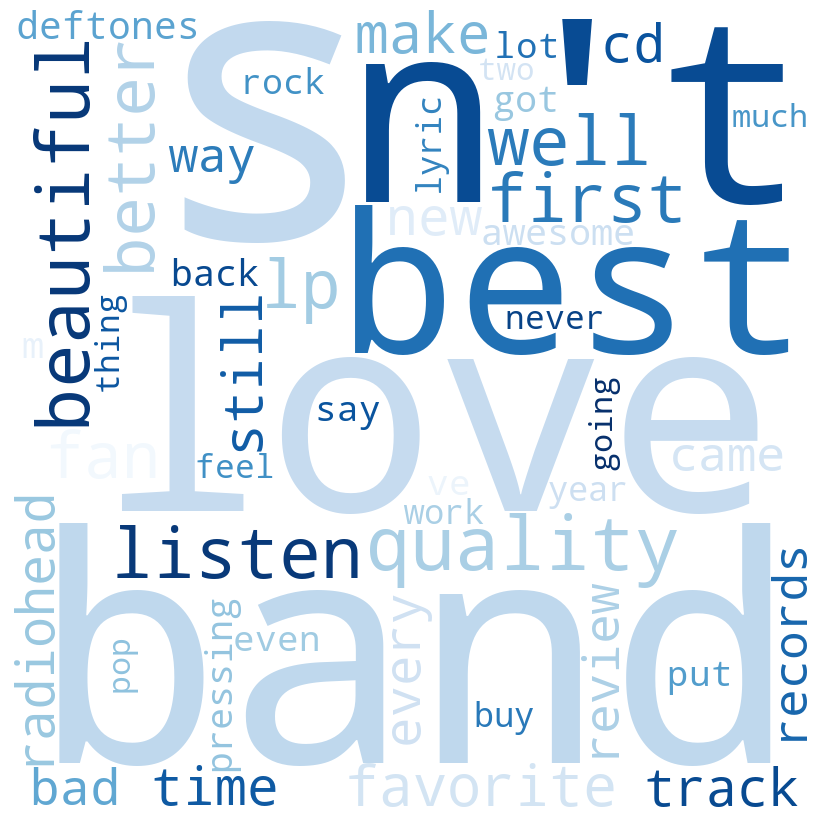 deftones
S
make
lot
cd
n't
two
rock
got
much
beautiful
better
way
lyric
well
first
new
awesome
back
lp
best
never
m
thing
still
love
say
going
fan
feel
came
ve
year
work
listen
quality
radiohead
band
records
pressing
even
every
review
pop
put
buy
bad
time
favorite
track